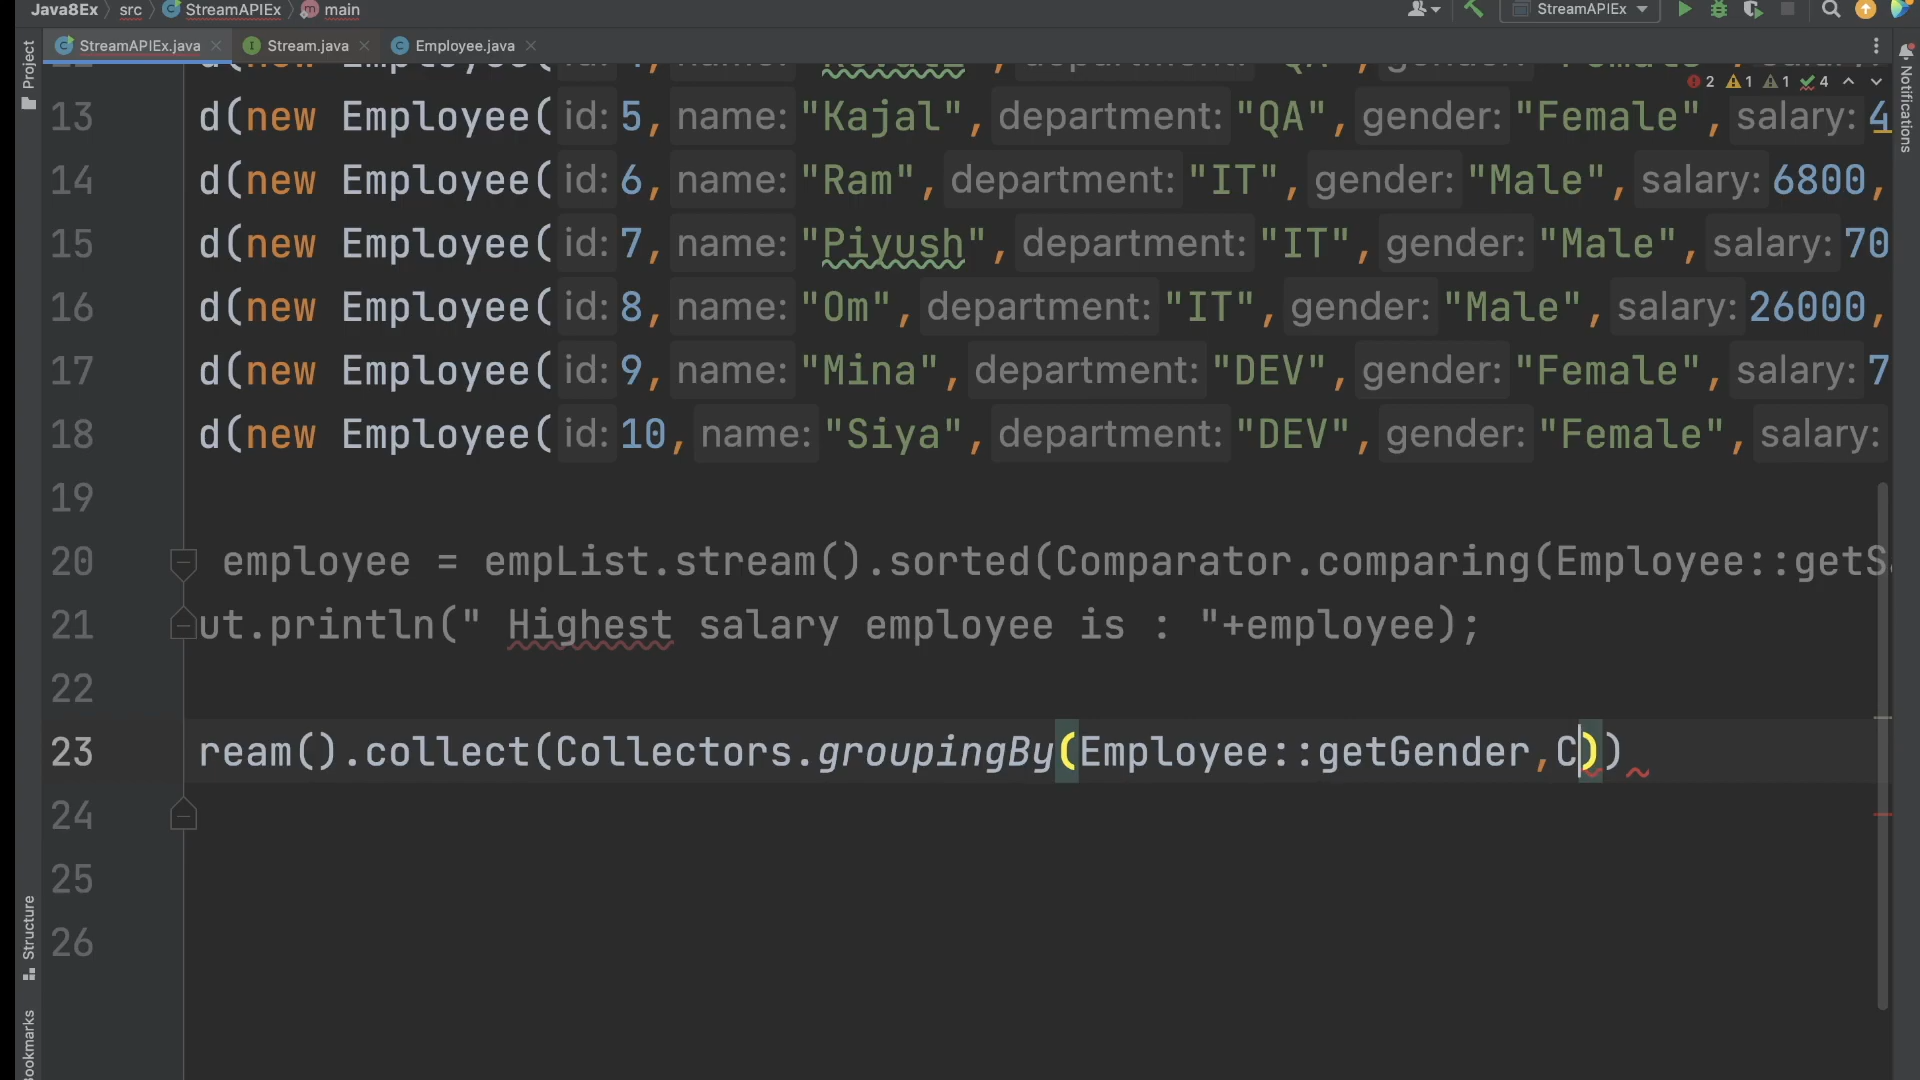 Java8Ex src StreamAPIEx main
StreamAPIEx
Project
StreamAPIEx.java Stream.java Employee.java
Notifications
2 1 1 4
13 d(new Employee( id: 5, name: "Kajal", department: "QA", gender: "Female", salary: 4
14 d(new Employee( id: 6, name: "Ram", department: "IT", gender: "Male", salary: 6800,
15 d(new Employee( id: 7, name: "Piyush", department: "IT", gender: "Male", salary: 70
16 d(new Employee( id: 8, name: "Om", department: "IT", gender: "Male", salary: 26000,
17 d(new Employee( id: 9, name: "Mina", department: "DEV", gender: "Female", salary: 7
18 d(new Employee( id: 10, name: "Siya", department: "DEV", gender: "Female", salary:
19
20 employee = empList.stream().sorted(Comparator.comparing(Employee::getS
21 ut.println(" Highest salary employee is : "+employee);
22
23 ream().collect(Collectors.groupingBy(Employee::getGender,C))
24
25
26
Structure
ookmarks